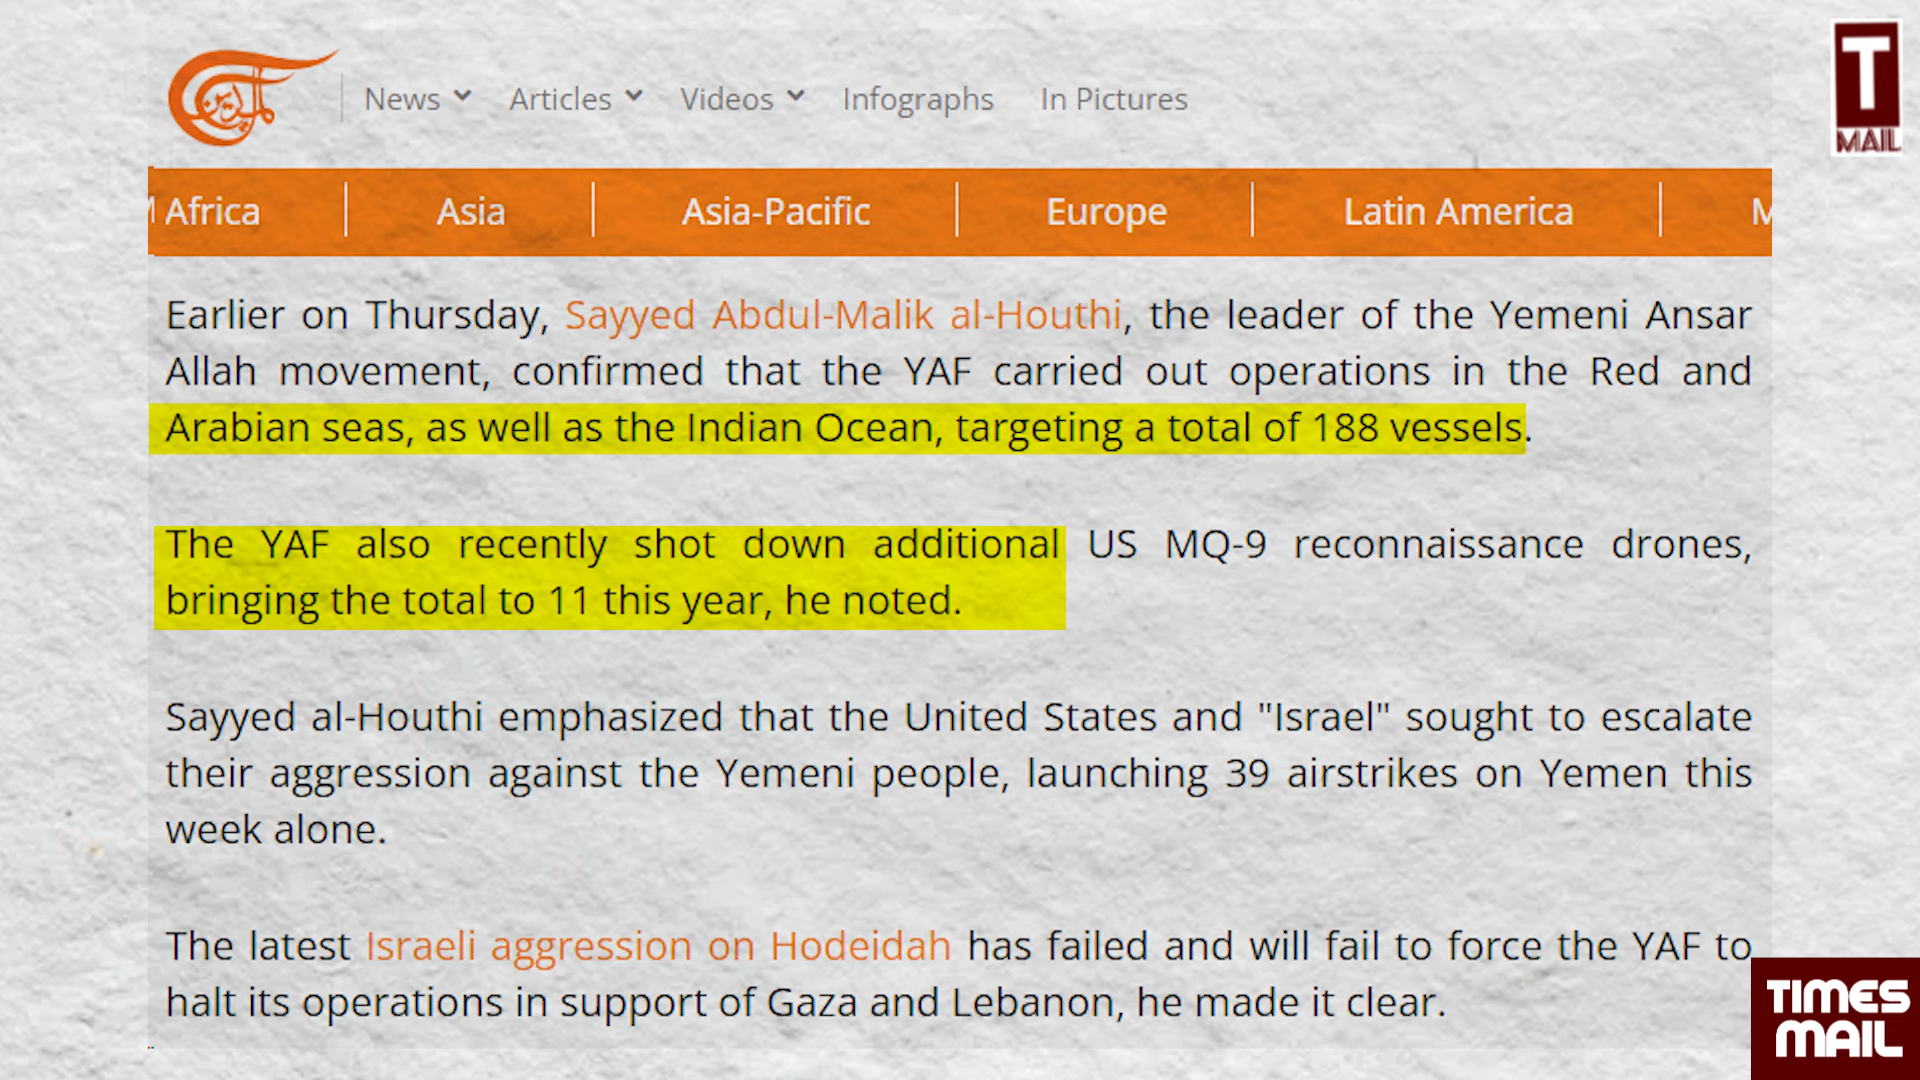 الميادين
News
Articles
Videos
Infographs
In Pictures
T
MAIL
Africa
Asia
Asia-Pacific
Europe
Latin America
Earlier on Thursday, Sayyed Abdul-Malik al-Houthi, the leader of the Yemeni Ansar
Allah movement, confirmed that the YAF carried out operations in the Red and
Arabian seas, as well as the Indian Ocean, targeting a total of 188 vessels.
The YAF also recently shot down additional US MQ-9 reconnaissance drones,
bringing the total to 11 this year, he noted.
Sayyed al-Houthi emphasized that the United States and "Israel" sought to escalate
their aggression against the Yemeni people, launching 39 airstrikes on Yemen this
week alone.
The latest Israeli aggression on Hodeidah has failed and will fail to force the YAF to
halt its operations in support of Gaza and Lebanon, he made it clear.
TIMES
MAIL